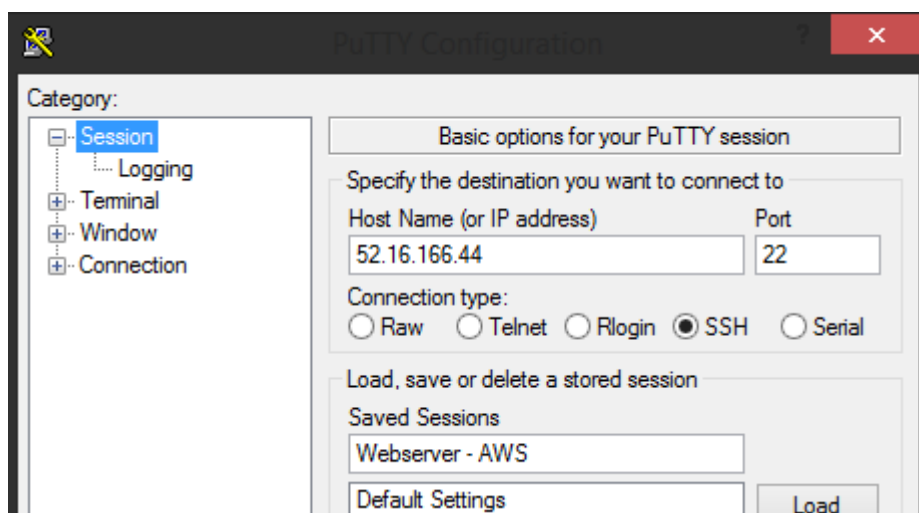 PuTTY Configuration ? ×
Category:
Session
Logging
Terminal
Window
Connection
Basic options for your PuTTY session
Specify the destination you want to connect to
Host Name (or IP address) Port
52.16.166.44 22
Connection type:
Raw Telnet Rlogin SSH Serial
Load, save or delete a stored session
Saved Sessions
Webserver - AWS
Default Settings
Load